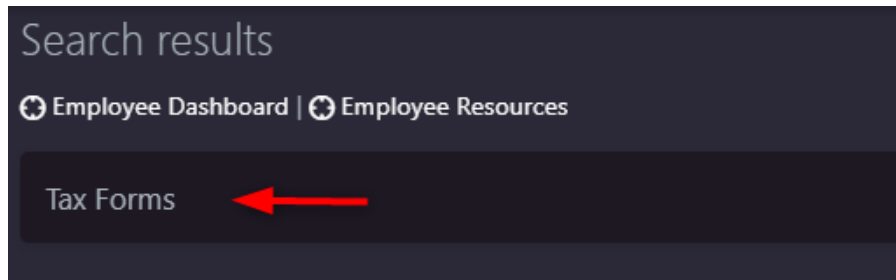 Search results
Employee Dashboard | Employee Resources
Tax Forms